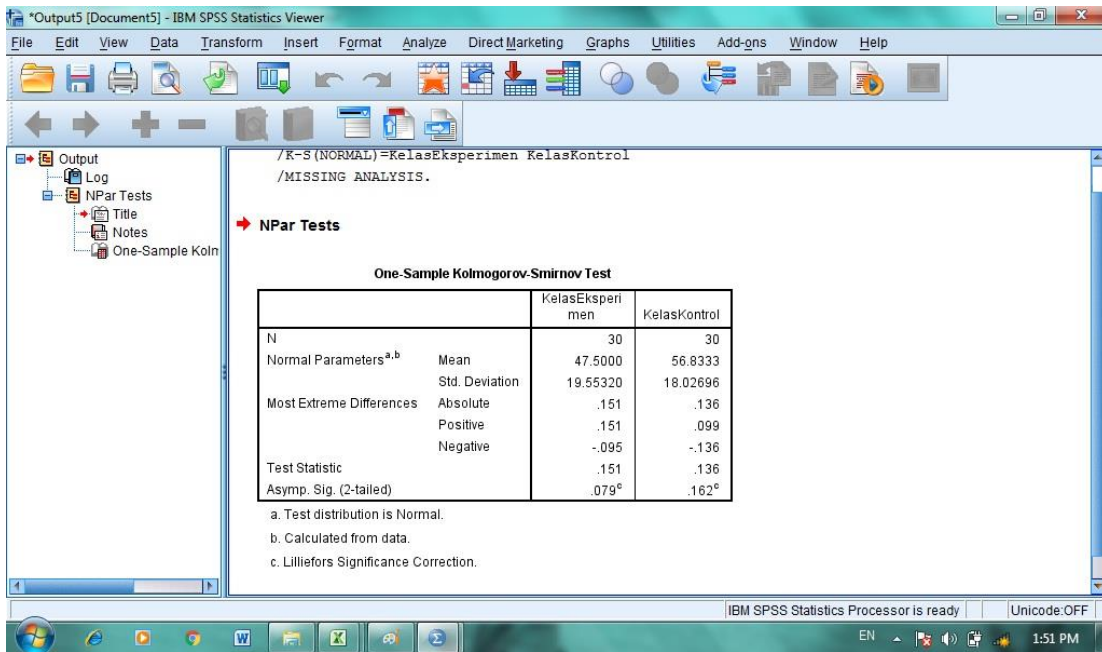 *Output5 [Document5] - IBM SPSS Statistics Viewer
File Edit View Data Transform Insert Format Analyze Direct Marketing Graphs Utilities Add-ons Window Help
Output
Log
NPar Tests
Title
Notes
One-Sample Kolm
/K-S(NORMAL)=KelasEksperimen KelasKontrol
/MISSING ANALYSIS.
NPar Tests
One-Sample Kolmogorov-Smirnov Test
KelasEksperi
men KelasKontrol
N 30 30
Normal Parameters a,b Mean 47.5000 56.8333
Std. Deviation 19.55320 18.02696
Most Extreme Differences Absolute .151 .136
Positive .151 .099
Negative -.095 -.136
Test Statistic .151 .136
Asymp. Sig. (2-tailed) .079c .162c
a. Test distribution is Normal.
b. Calculated from data.
c. Lilliefors Significance Correction.
IBM SPSS Statistics Processor is ready Unicode:OFF
EN 1:51 PM